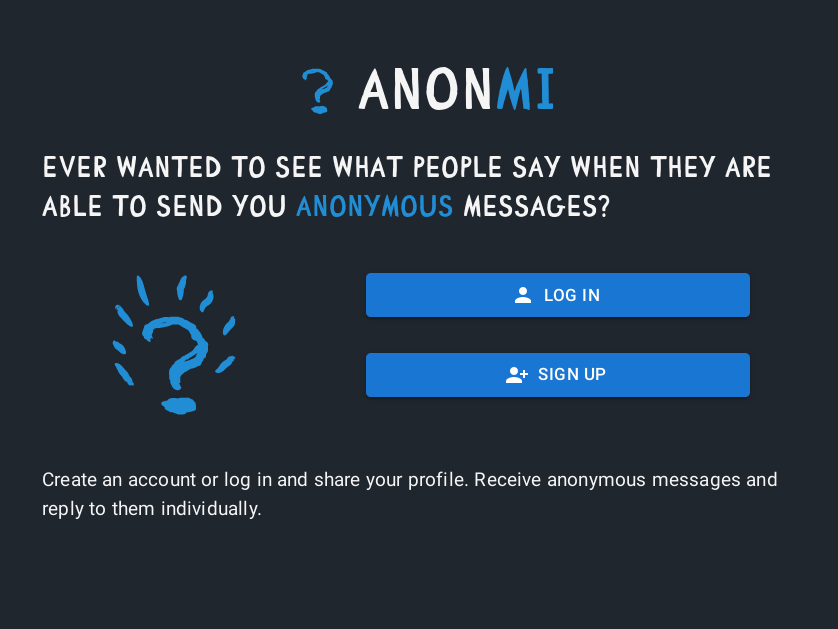 ? ANONMI
EVER WANTED TO SEE WHAT PEOPLE SAY WHEN THEY ARE
ABLE TO SEND YOU ANONYMOUS MESSAGES?
?
LOG IN
SIGN UP
Create an account or log in and share your profile. Receive anonymous messages and
reply to them individually.